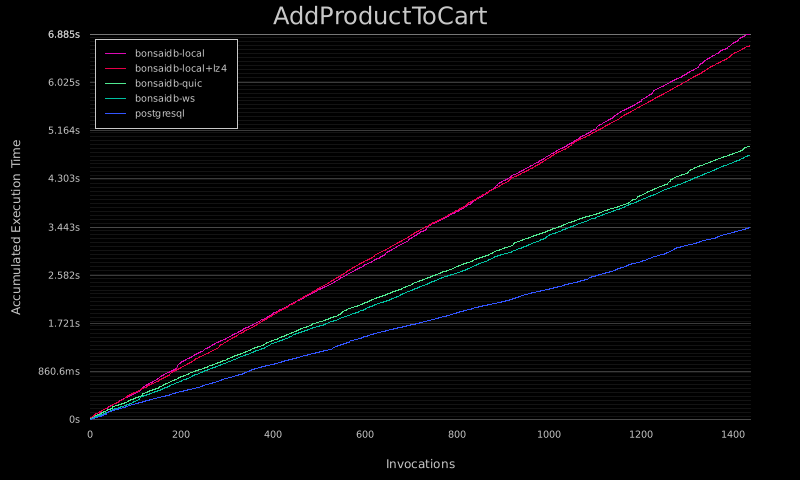 AddProductToCart
6.885s
6.025s
5.164s
4.303s
3.443s
2.582s
1.721s
860.6ms
0s
Accumulated Execution Time
bonsaidb-local
bonsaidb-local+lz4
bonsaidb-quic
bonsaidb-ws
postgresql
0 200 400 600 800 1000 1200 1400
Invocations